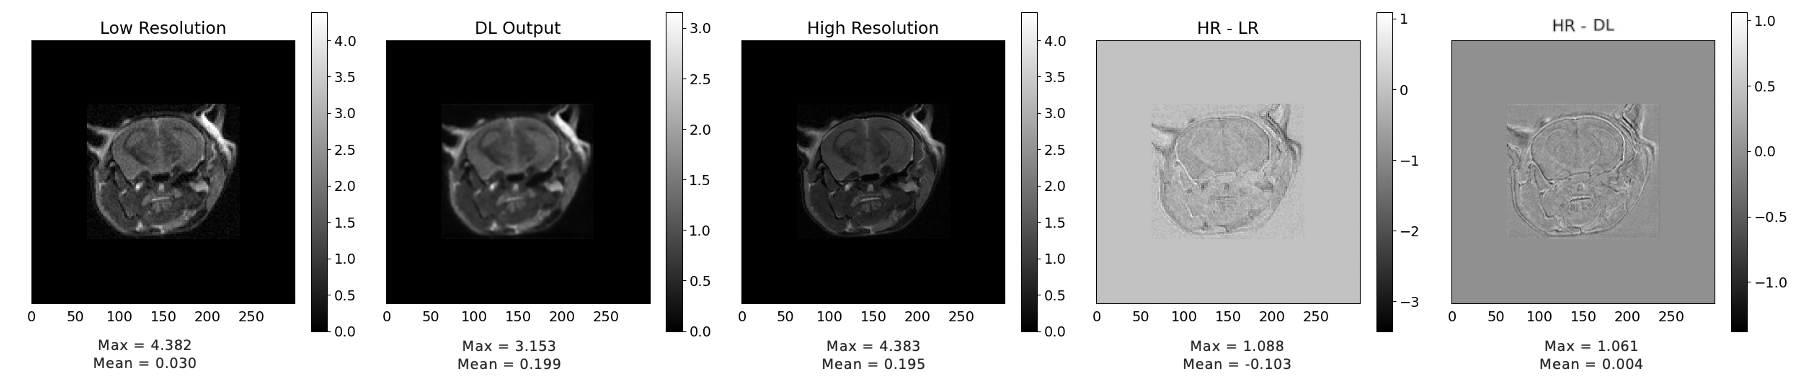 Low Resolution
DL Output
High Resolution
HR - LR
HR - DL
4.0
3.5
3.0
2.5
2.0
1.5
1.0
0.5
0.0
3.0
2.5
2.0
1.5
1.0
0.5
0.0
4.0
3.5
3.0
2.5
2.0
1.5
1.0
0.5
0.0
1
0
−1
−2
−3
1.0
0.5
0.0
−0.5
−1.0
0 50 100 150 200 250
0 50 100 150 200 250
0 50 100 150 200 250
0 50 100 150 200 250
0 50 100 150 200 250
Max = 4.382
Mean = 0.030
Max = 3.153
Mean = 0.199
Max = 4.383
Mean = 0.195
Max = 1.088
Mean = -0.103
Max = 1.061
Mean = 0.004